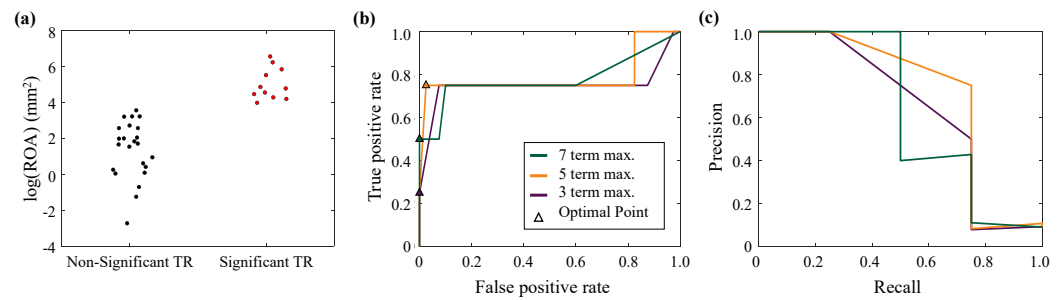 (a)
8
6
4
2
0
-2
-4
log(ROA) (mm2)
Non-Significant TR
Significant TR
(b)
1.0
0.8
0.6
0.4
0.2
0
True positive rate
0
0.2
0.4
0.6
0.8
1.0
False positive rate
7 term max.
5 term max.
3 term max.
Optimal Point
(c)
1.0
0.8
0.6
0.4
0.2
0
Precision
0
0.2
0.4
0.6
0.8
1.0
Recall